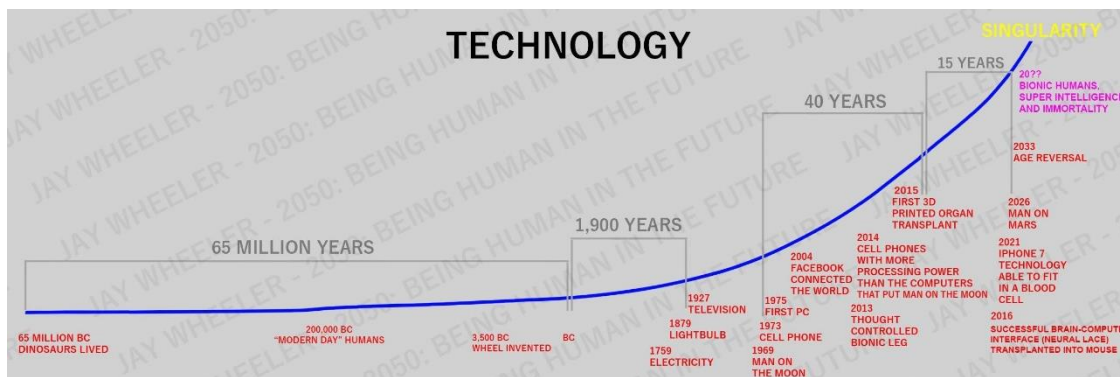 TECHNOLOGY
SINGULARITY
JAY WHEELER - 2050: BEING HUMAN IN THE FUTURE
15 YEARS
40 YEARS
1,900 YEARS
65 MILLION YEARS
65 MILLION BC
DINOSAURS LIVED
200,000 BC
“MODERN DAY” HUMANS
3,500 BC
WHEEL INVENTED
BC
1927
TELEVISION
1879
LIGHTBULB
1759
ELECTRICITY
1975
FIRST PC
1973
CELL PHONE
1969
MAN ON
THE MOON
2004
FACEBOOK
CONNECTED
THE WORLD
2015
FIRST 3D
PRINTED ORGAN
TRANSPLANT
2014
CELL PHONES
WITH MORE
PROCESSING POWER
THAN THE COMPUTERS
THAT PUT MAN ON THE MOON
2013
THOUGHT
CONTROLLED
BIONIC LEG
20??
BIONIC HUMANS,
SUPER INTELLIGENC
AND IMMORTALITY
2033
AGE REVERSAL
2026
MAN ON
MARS
2021
IPHONE 7
TECHNOLOGY
ABLE TO FIT
IN A BLOOD
CELL
2016
SUCCESSFUL BRAIN-COMPUT
INTERFACE (NEURAL LACE)
TRANSPLANTED INTO MOUSE